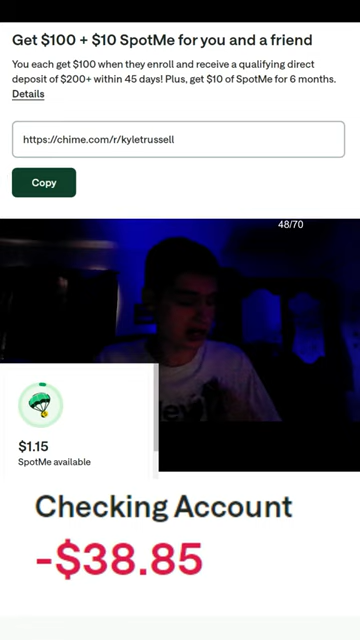 Get $100 + $10 SpotMe for you and a friend
You each get $100 when they enroll and receive a qualifying direct
deposit of $200+ within 45 days! Plus, get $10 of SpotMe for 6 months.
Details
https://chime.com/r/kyletrussell
Copy
48/70
$1.15
SpotMe available
Checking Account
-$38.85